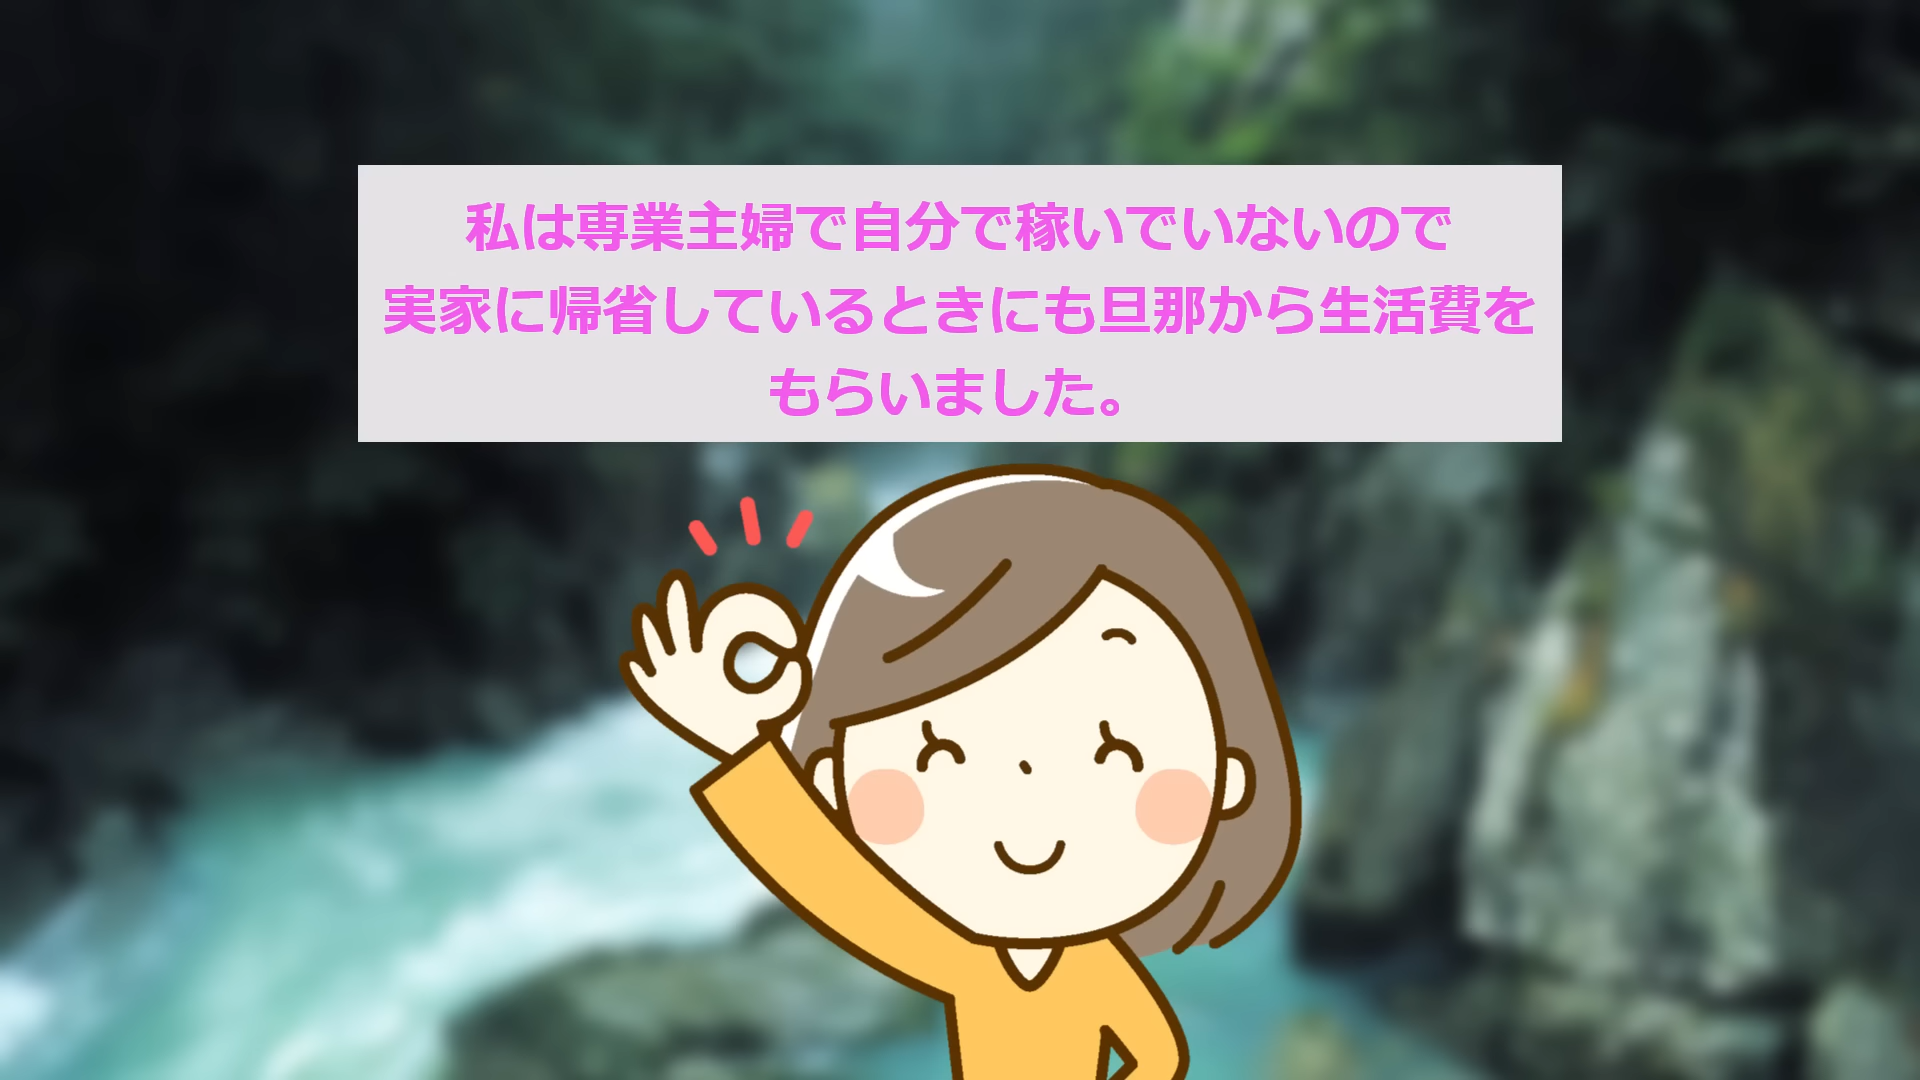 私は専業主婦で自分で稼いでいないので
実家に帰省しているときにも旦那から生活費を
もらいました。